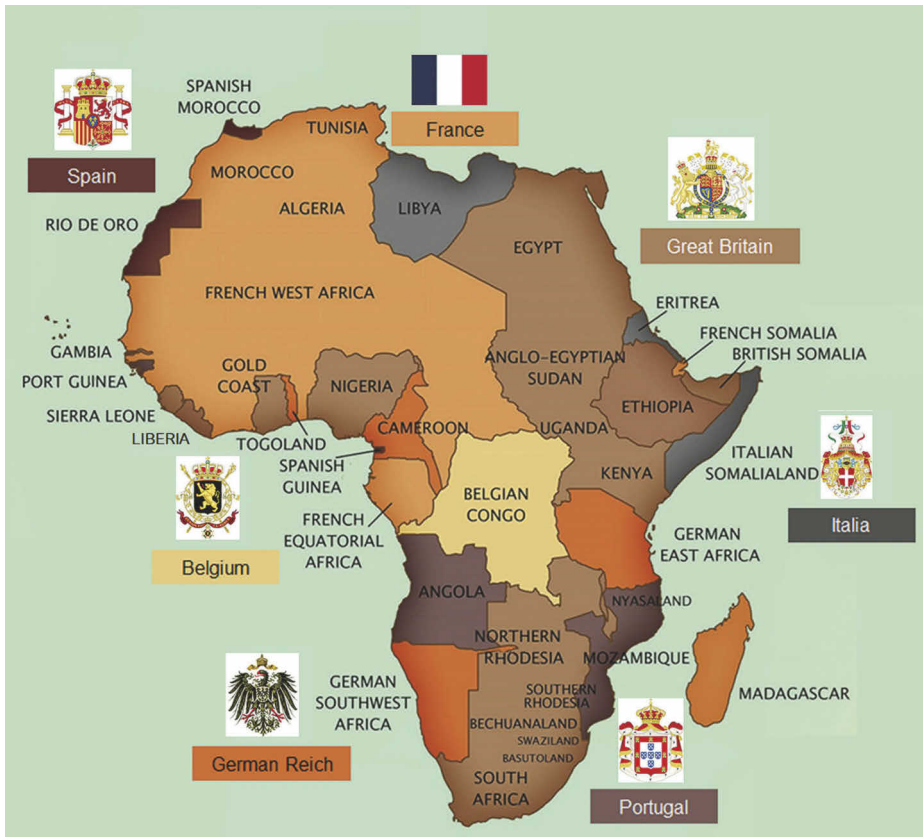 SPANISH
MOROCCO
France
TUNISIA
Spain
MOROCCO
ALGERIA
LIBYA
RIO DE ORO
EGYPT
Great Britain
FRENCH WEST AFRICA
ERITREA
FRENCH SOMALIA
BRITISH SOMALIA
GAMBIA
GOLD
COAST
ANGLO-EGYPTIAN
SUDAN
PORT GUINEA
NIGERIA
ETHIOPIA
SIERRA LEONE
LIBERIA
CAMEROON
UGANDA
TOGOLAND
SPANISH
GUINEA
KENYA
ITALIAN
SOMALIALAND
BELGIAN
CONGO
FRENCH
EQUATORIAL
AFRICA
Italia
GERMAN
EAST AFRICA
Belgium
ANGOLA
NYASALAND
NORTHERN
RHODESIA
MOZAMBIQUE
GERMAN
SOUTHWEST
AFRICA
SOUTHERN
RHODESIA
MADAGASCAR
BECHUANALAND
SWAZILAND
BASUTOLAND
German Reich
SOUTH
AFRICA
Portugal